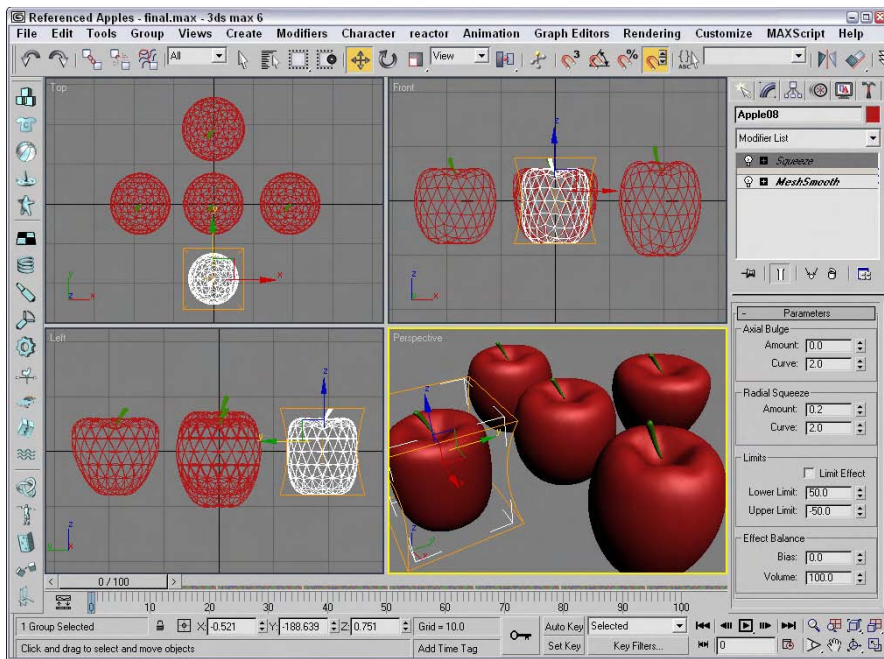 Referenced Apples - final.max - 3ds max 6
File Edit Tools Group Views Create Modifiers Character reactor Animation Graph Editors Rendering Customize MAXScript Help
All
View
3
%
ABC
Top
Front
Left
Perspective
z
x
y
Apple08
Modifier List
Squeeze
MeshSmooth
Parameters
Axial Bulge
Amount: 0.0
Curve: 2.0
Radial Squeeze
Amount: 0.2
Curve: 2.0
Limits
Limit Effect
Lower Limit: 50.0
Upper Limit: -50.0
Effect Balance
Bias: 0.0
Volume: 100.0
0 / 100
0 10 20 30 40 50 60 70 80 90 100
1 Group Selected X: -0.521 Y: -188.639 Z: 0.751 Grid = 10.0 Auto Key Selected
Click and drag to select and move objects Add Time Tag Set Key Key Filters... 0